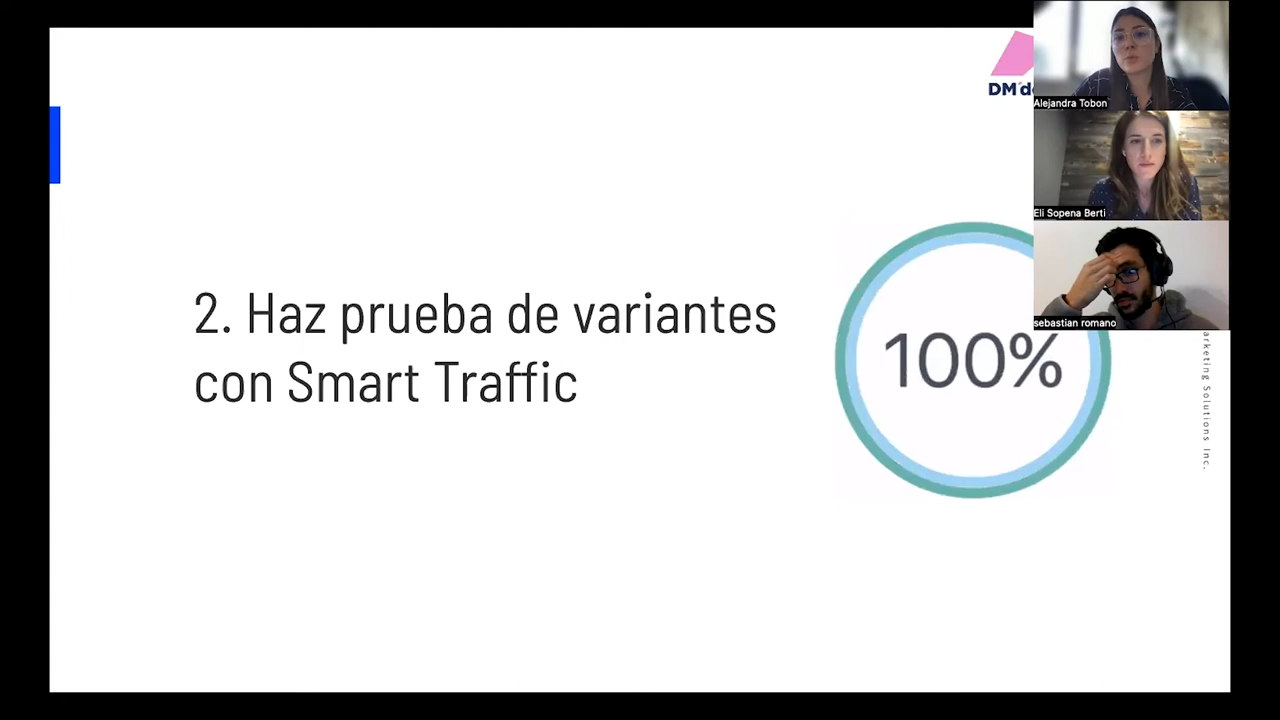 2. Haz prueba de variantes
con Smart Traffic
100%
DM
Alejandra Tobon
Eli Sopena Berti
sebastian romano
Solutions Inc.